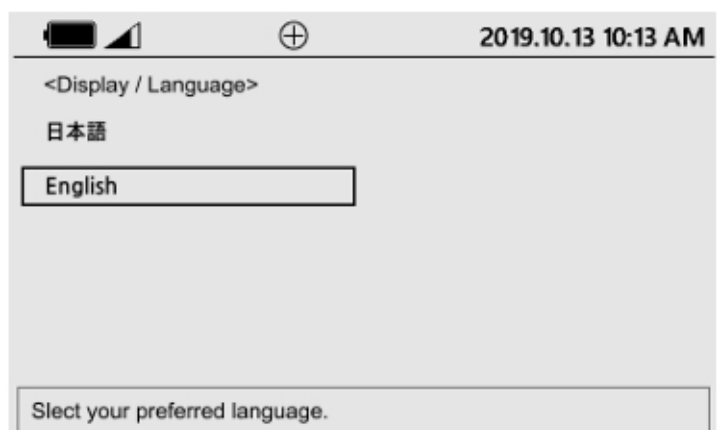 2019.10.13 10:13 AM
<Display / Language>
日本語
English
Slect your preferred language.